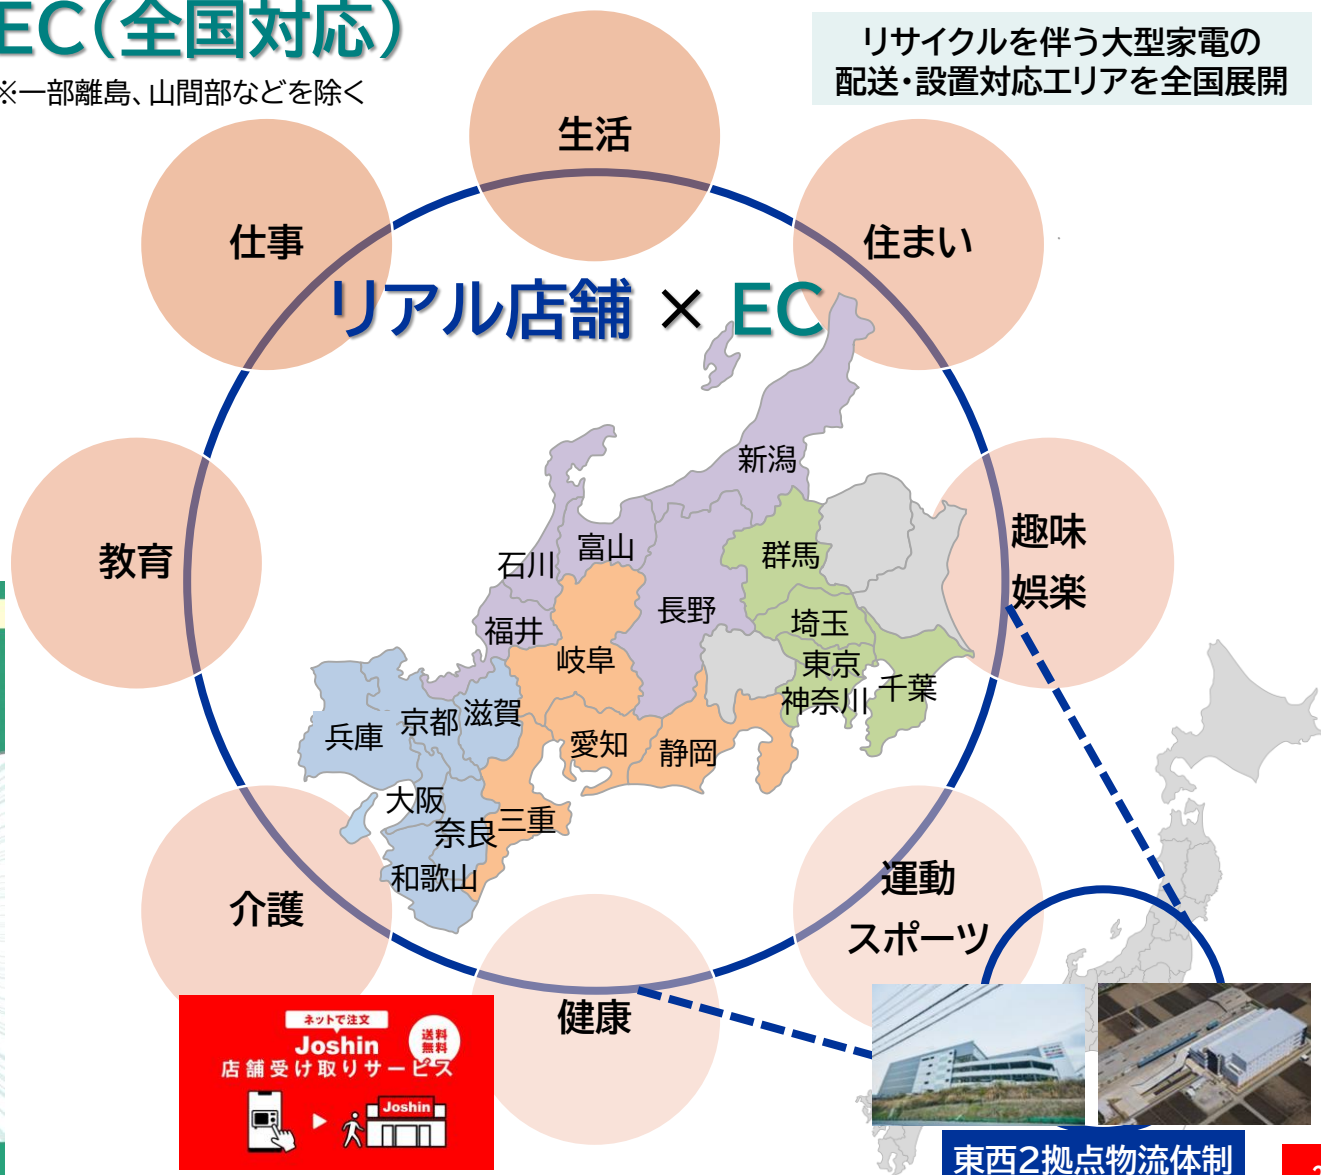 EC（全国対応）
※一部離島、山間部などを除く
リサイクルを伴う大型家電の
配送・設置対応エリアを全国展開
生活
仕事
住まい
リアル店舗 × EC
教育
趣味
娯楽
新潟
富山
石川
群馬
長野
福井
埼玉
岐阜
東京
千葉
神奈川
滋賀
京都
兵庫
愛知
静岡
大阪
三重
奈良
和歌山
介護
運動
スポーツ
健康
ネットで注文
送料
無料
Joshin
店舗受け取りサービス
Joshin
東西2拠点物流体制